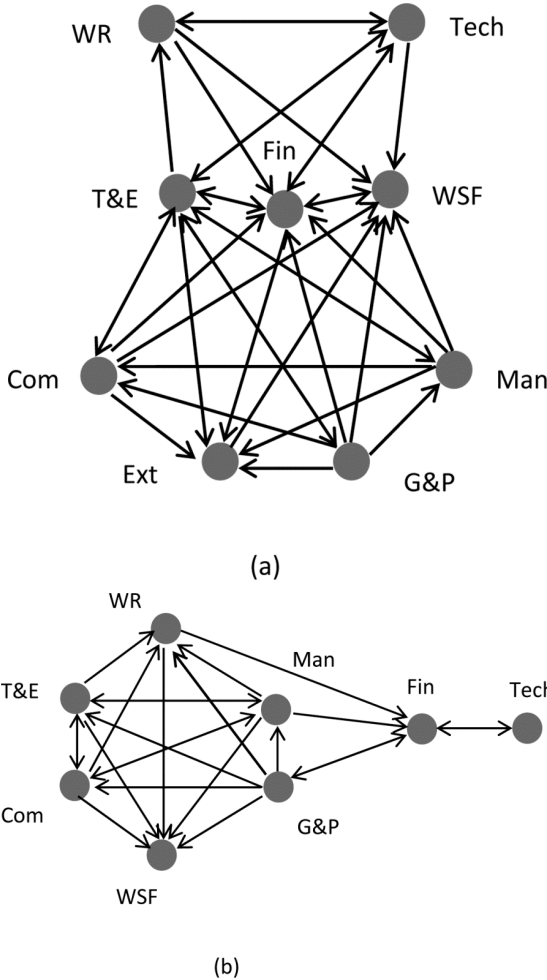 WR
Tech
Fin
T&E
WSF
Com
Man
Ext
G&P
(a)
WR
Man
T&E
Fin
Tech
Com
G&P
WSF
(b)